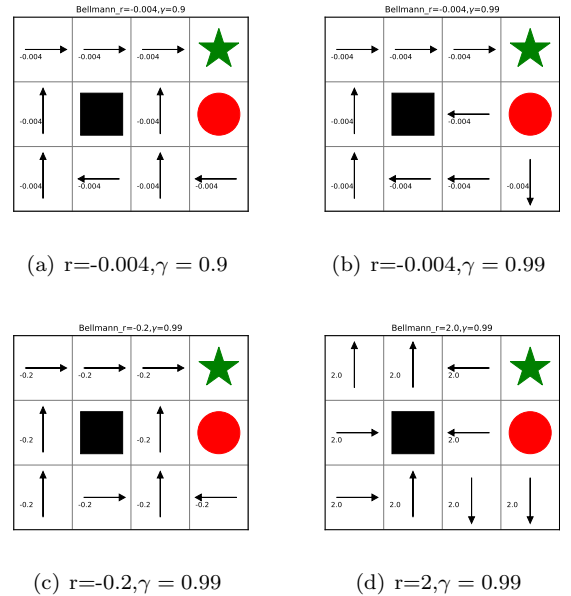 Bellmann_r=-0.004,γ=0.9
-0.004 -0.004 -0.004
-0.004 -0.004
-0.004 -0.004 -0.004 -0.004
(a) r=-0.004,γ = 0.9
Bellmann_r=-0.004,γ=0.99
-0.004 -0.004 -0.004
-0.004 -0.004
-0.004 -0.004 -0.004 -0.004
(b) r=-0.004,γ = 0.99
Bellmann_r=-0.2,γ=0.99
-0.2 -0.2 -0.2
-0.2 -0.2
-0.2 -0.2 -0.2 -0.2
(c) r=-0.2,γ = 0.99
Bellmann_r=2.0,γ=0.99
2.0 2.0 2.0
2.0 2.0
2.0 2.0 2.0 2.0
(d) r=2,γ = 0.99